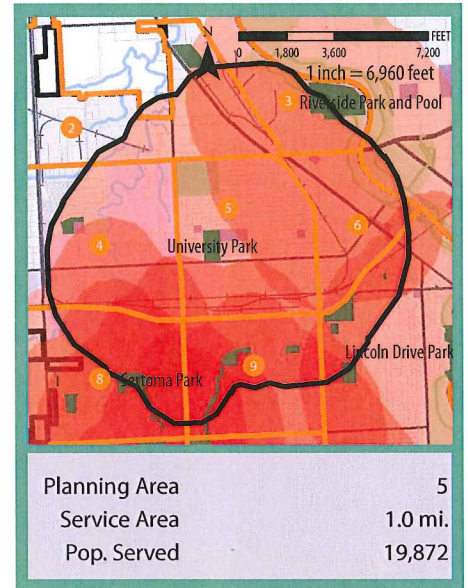 N
FEET
0 1,800 3,600 7,200
1 inch = 6,960 feet
3
Riverside Park and Pool
2
5
6
4
University Park
Lincoln Drive Park
9
8
Sertoma Park
Planning Area 5
Service Area 1.0 mi.
Pop. Served 19,872